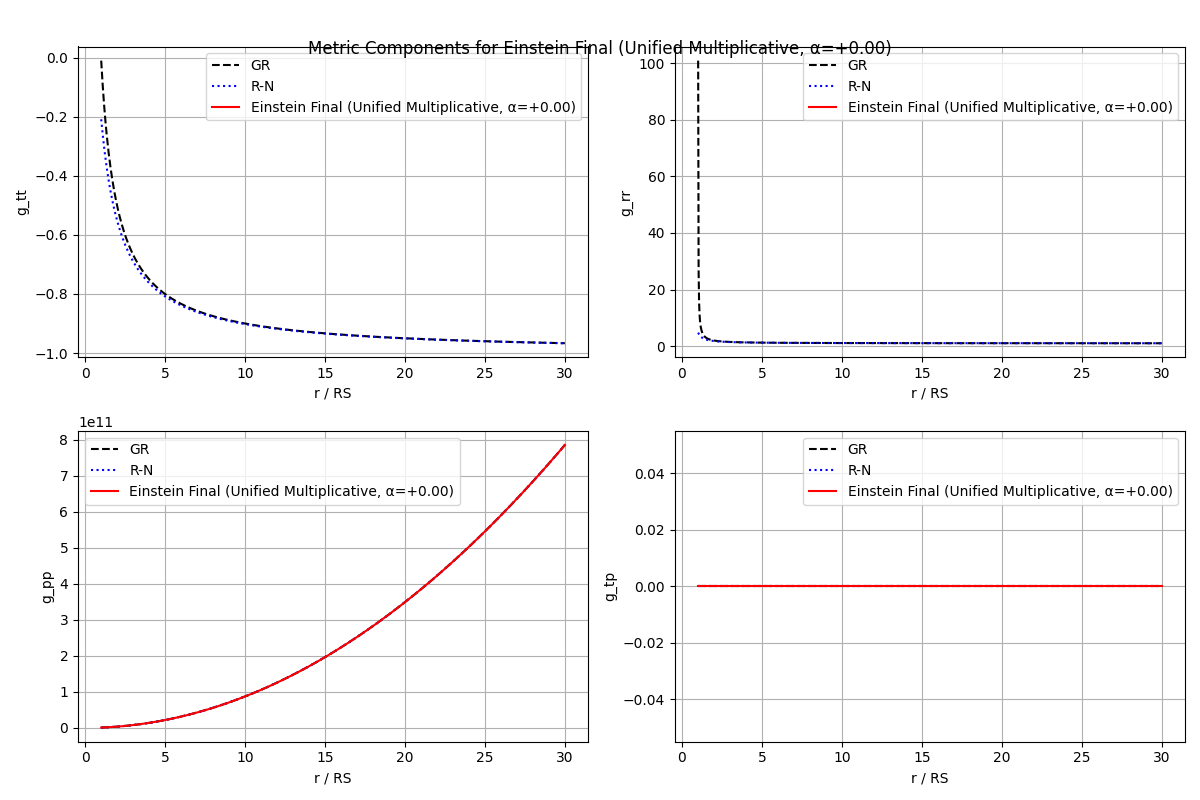 Metric Components for Einstein Final (Unified Multiplicative, α=+0.00)
GR
R-N
Einstein Final (Unified Multiplicative, α=+0.00)
g_tt
0.0
−0.2
−0.4
−0.6
−0.8
−1.0
0 5 10 15 20 25 30
r / RS
GR
R-N
Einstein Final (Unified Multiplicative, α=+0.00)
g_rr
100
80
60
40
20
0
0 5 10 15 20 25 30
r / RS
1e11
GR
R-N
Einstein Final (Unified Multiplicative, α=+0.00)
g_pp
8
7
6
5
4
3
2
1
0
0 5 10 15 20 25 30
r / RS
GR
R-N
Einstein Final (Unified Multiplicative, α=+0.00)
g_tp
0.04
0.02
0.00
−0.02
−0.04
0 5 10 15 20 25 30
r / RS